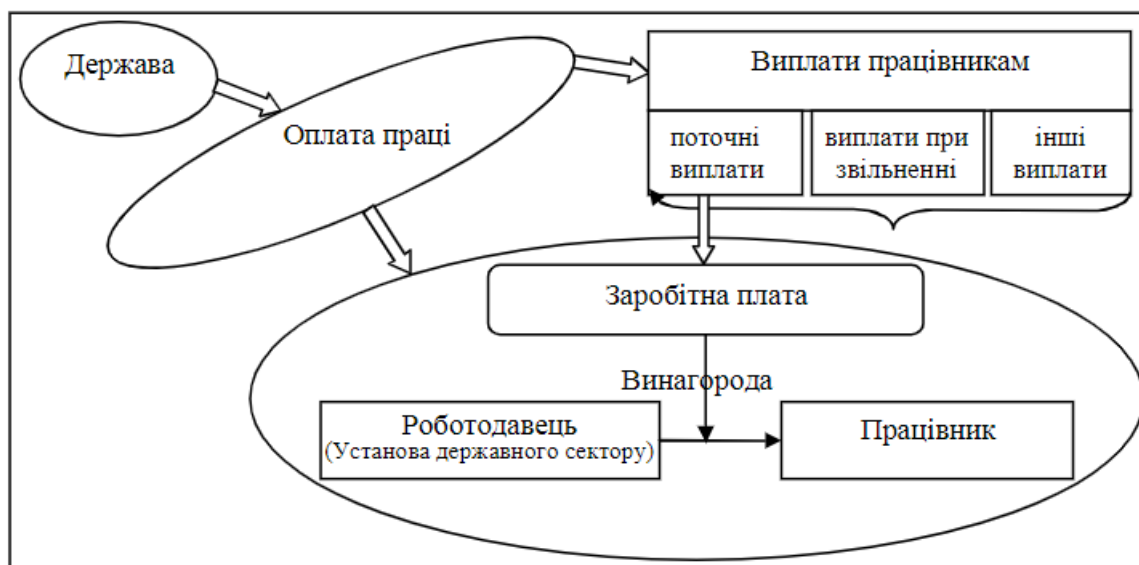 Держава
Оплата праці
Виплати працівникам
поточні
виплати
виплати при
звільненні
інші
виплати
Заробітна плата
Винагорода
Роботодавець
(Установа державного сектору)
Працівник